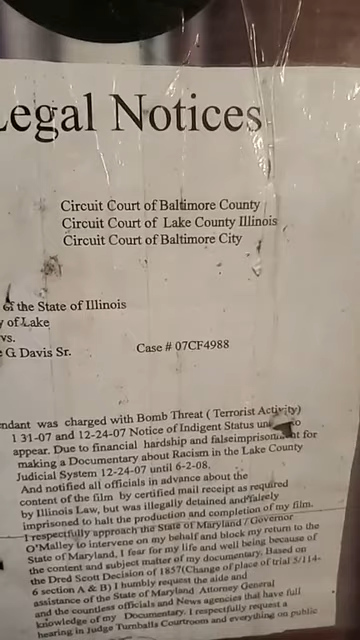 Legal Notices
Circuit Court of Baltimore County
Circuit Court of Lake County Illinois
Circuit Court of Baltimore City
of the State of Illinois
of Lake
vs.
G Davis Sr.
Case # 07CF4988
was charged with Bomb Threat ( Terrorist Activity)
1 31-07 and 12-24-07 Notice of Indigent Status to
appear. Due to financial hardship and for
making a Documentary about Racism in the Lake County
Judicial System 12-24-07 until 6-2-08.
And notified all officials in advance about the
content of the film by certified mail receipt as required
by Illinois Law, but was illegally detained and falsely
imprisoned to halt the production and completion of my film.
I respectfully approach the State of Maryland / Governor
O'Malley to intervene on my behalf and block my return to the
State of Maryland, I fear for my life and well being because of
the content and subject matter of my documentary. Based on
the Dred Scott Decision of 1857(Change of place of trial 5/114-
6 section A & B) I humbly request the aide and
assistance of the State of Maryland Attorney General
and the countless officials and News agencies that have full
knowledge of my Documentary. I respectfully request a
hearing in Judge Turnballs Courtroom and everything on public